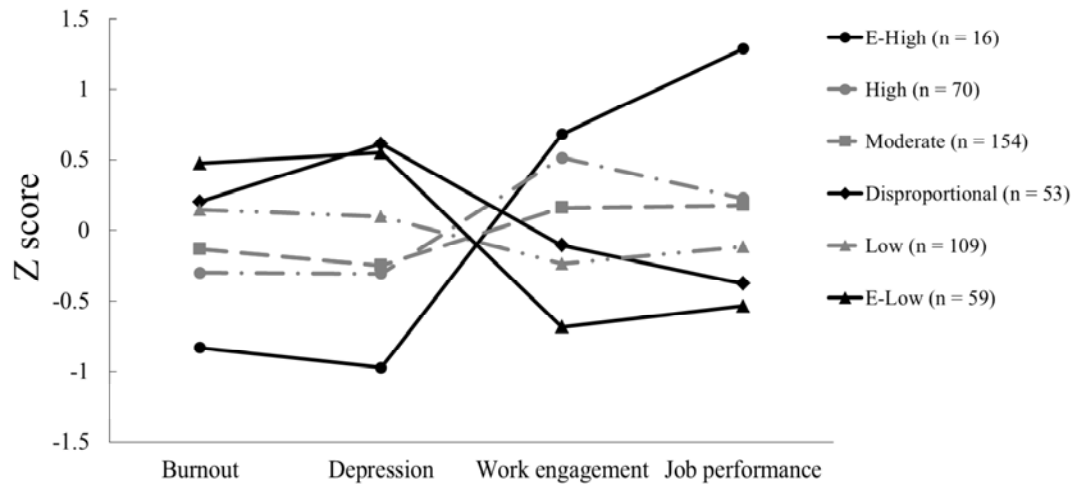 1.5
1
0.5
0
-0.5
-1
-1.5
Z score
Burnout
Depression
Work engagement
Job performance
E-High (n = 16)
High (n = 70)
Moderate (n = 154)
Disproportional (n = 53)
Low (n = 109)
E-Low (n = 59)